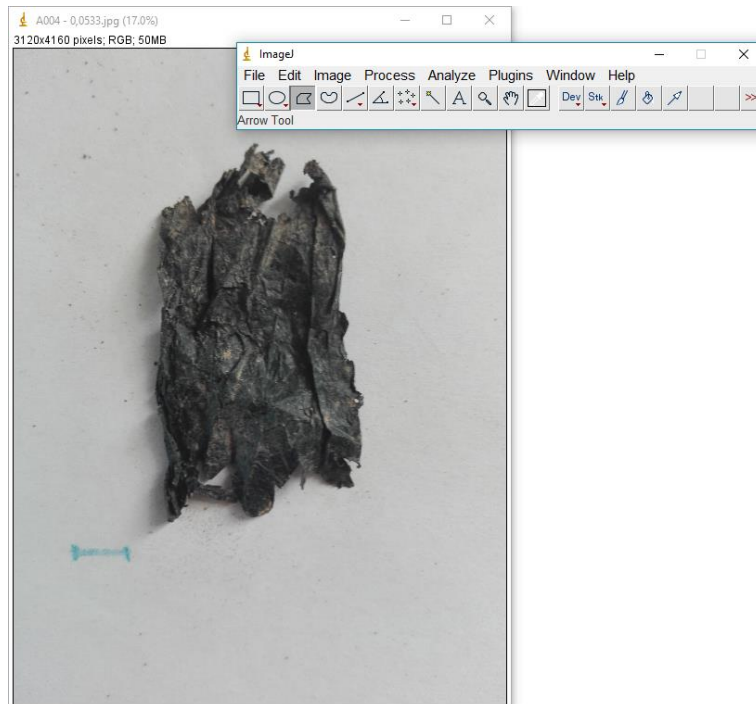 A004 - 0,0533.jpg (17.0%)
3120x4160 pixels; RGB; 50MB
ImageJ
File Edit Image Process Analyze Plugins Window Help
A Dev Stk >>
Arrow Tool